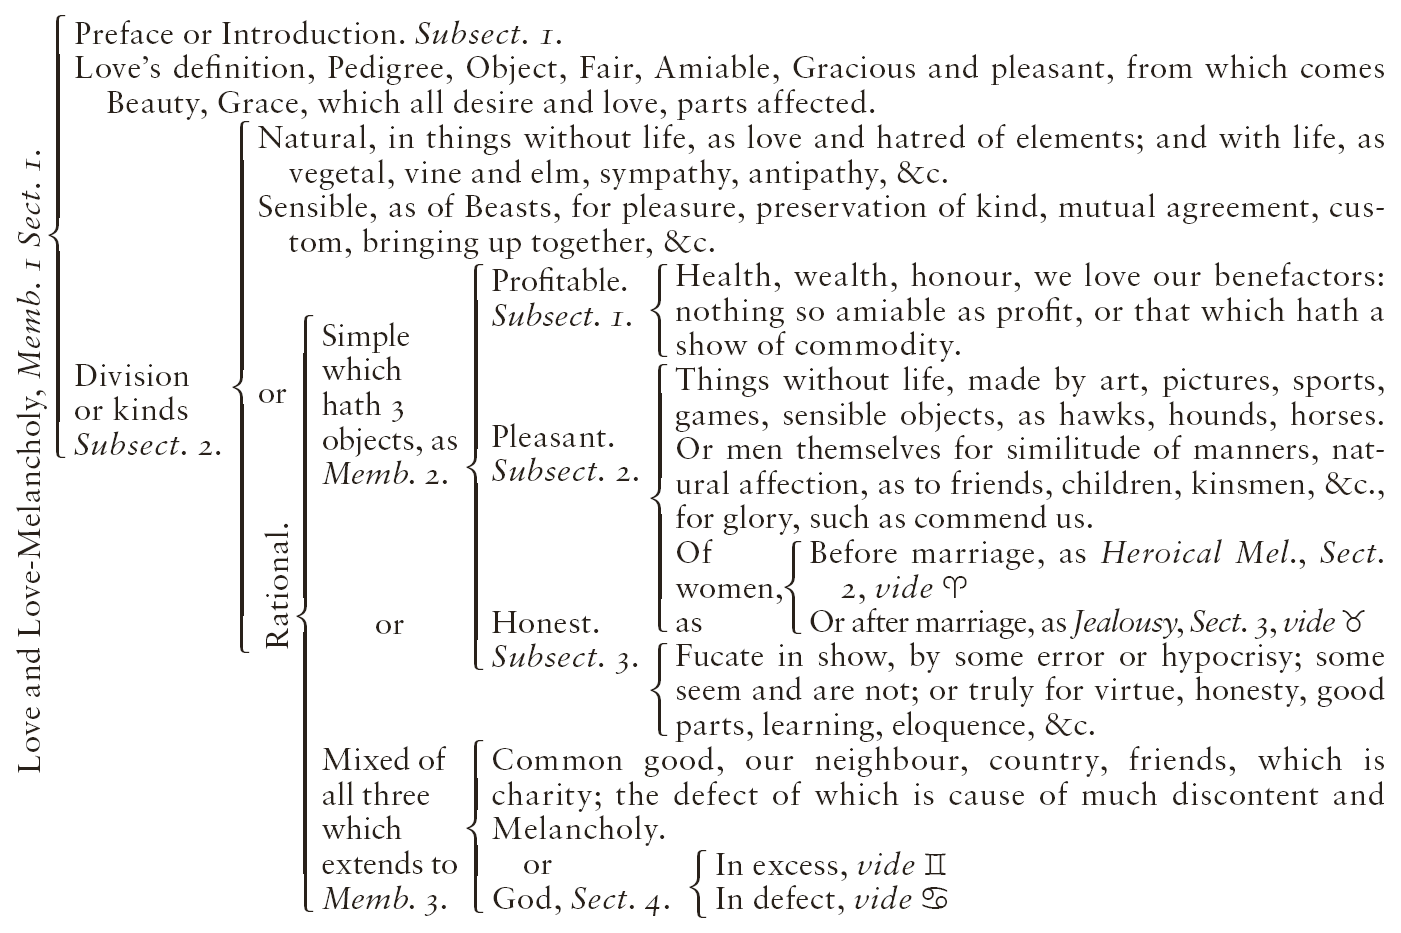 Love and Love-Melancholy, Memb. 1 Sect. 1.
Preface or Introduction. Subsect. 1.
Love’s definition, Pedigree, Object, Fair, Amiable, Gracious and pleasant, from which comes
Beauty, Grace, which all desire and love, parts affected.
Division
or kinds
Subsect. 2.
Natural, in things without life, as love and hatred of elements; and with life, as
vegetal, vine and elm, sympathy, antipathy, &c.
Sensible, as of Beasts, for pleasure, preservation of kind, mutual agreement, cus-
tom, bringing up together, &c.
or
Rational.
Simple
which
hath 3
objects, as
Memb. 2.
Profitable.
Subsect. 1.
Health, wealth, honour, we love our benefactors:
nothing so amiable as profit, or that which hath a
show of commodity.
Pleasant.
Subsect. 2.
Things without life, made by art, pictures, sports,
games, sensible objects, as hawks, hounds, horses.
Or men themselves for similitude of manners, nat-
ural affection, as to friends, children, kinsmen, &c.,
for glory, such as commend us.
Of
women,
as
Before marriage, as Heroical Mel., Sect.
2, vide ♈
Or after marriage, as Jealousy, Sect. 3, vide ♉
Honest.
Subsect. 3.
Fucate in show, by some error or hypocrisy; some
seem and are not; or truly for virtue, honesty, good
parts, learning, eloquence, &c.
or
Mixed of
all three
which
extends to
Memb. 3.
Common good, our neighbour, country, friends, which is
charity; the defect of which is cause of much discontent and
Melancholy.
or
God, Sect. 4.
In excess, vide ♊
In defect, vide ♋